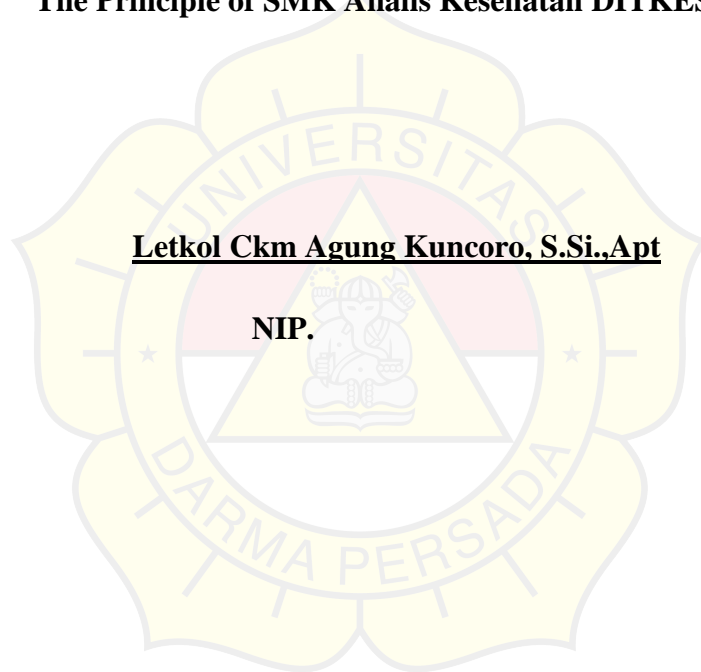 The Principle of SMK Analis Kesehatan DITKES
UNIVERSITAS
Letkol Ckm Agung Kuncoro, S.Si.,Apt
NIP.
DARMA PERSADA